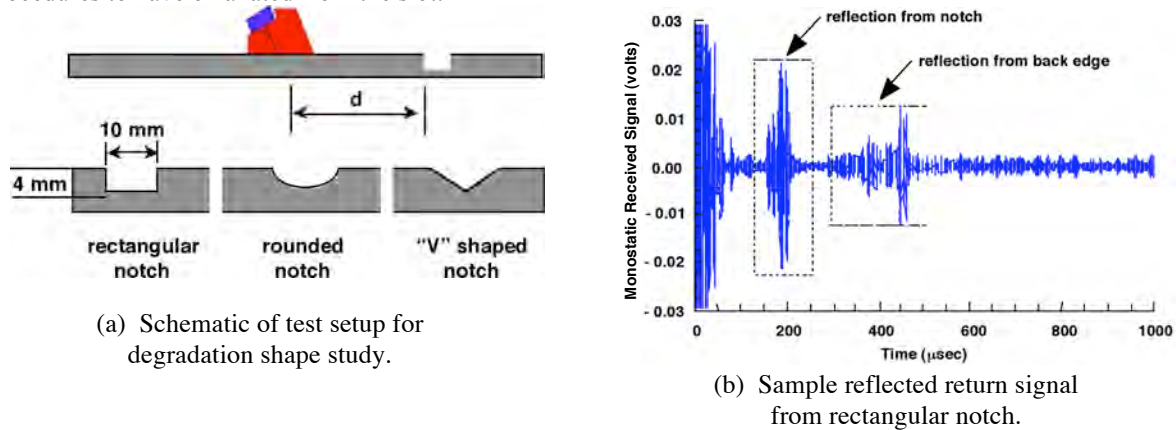 d
10 mm
4 mm
rectangular
notch
rounded
notch
“V” shaped
notch
(a) Schematic of test setup for
degradation shape study.
reflection from notch
reflection from back edge
Monostatic Received Signal (volts)
0.03
0.02
0.01
0.00
- 0.01
- 0.02
- 0.03
0 200 400 600 800 1000
Time (μsec)
(b) Sample reflected return signal
from rectangular notch.